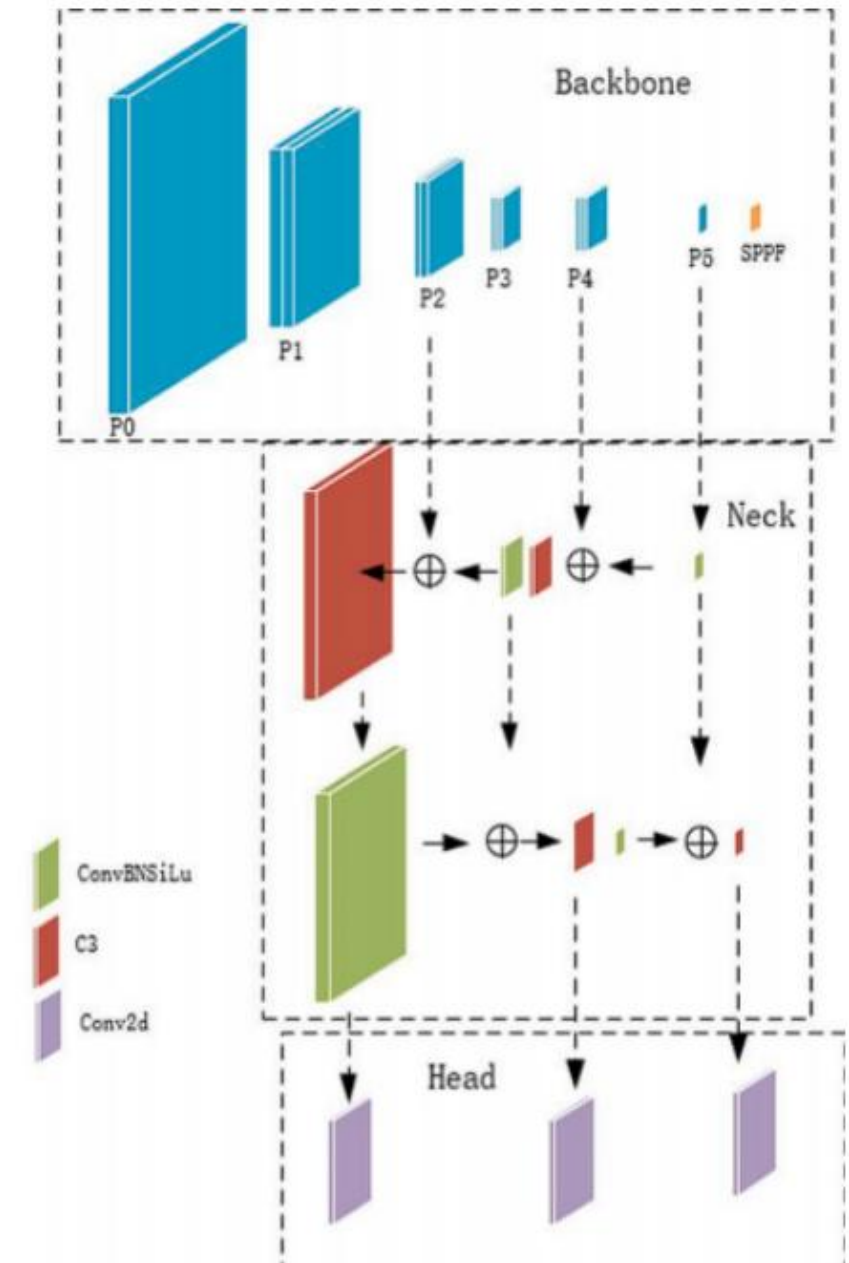 Backbone
P0
P1
P2
P3
P4
P5
SPPF
Neck
ConvBNSiLu
C3
Conv2d
Head